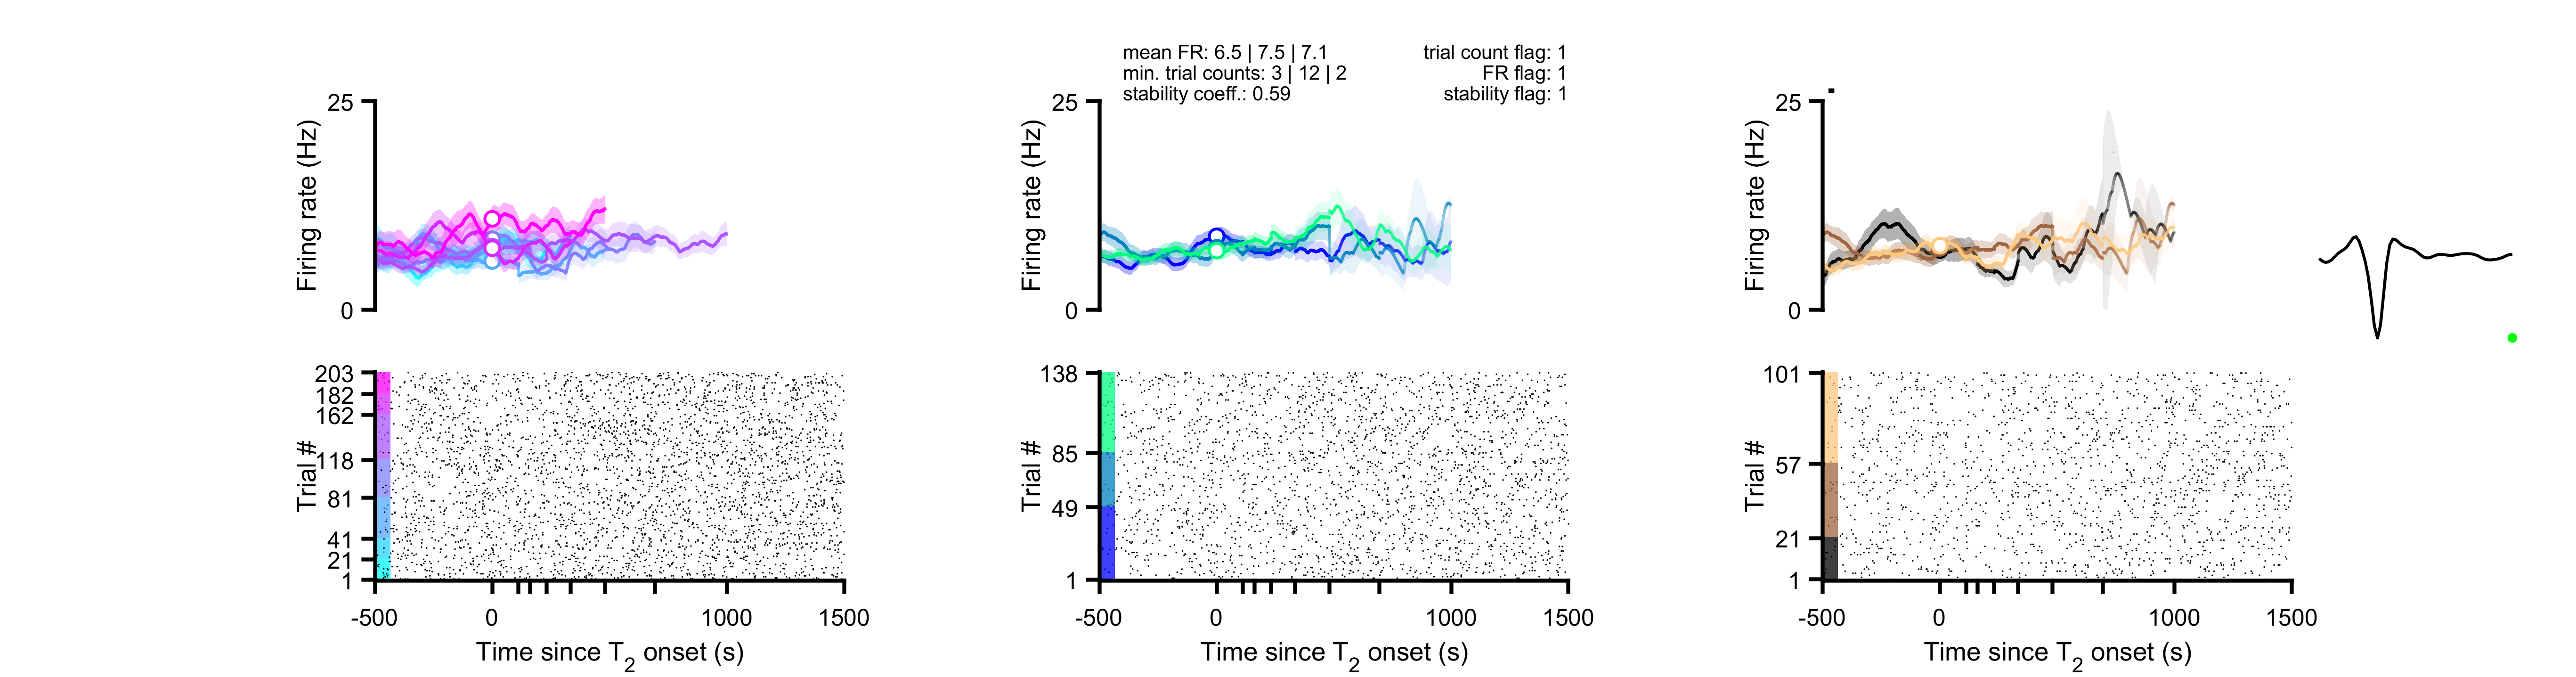 mean FR: 6.5 | 7.5 | 7.1
min. trial counts: 3 | 12 | 2
stability coeff.: 0.59
trial count flag: 1
FR flag: 1
stability flag: 1
25
Firing rate (Hz)
0
25
Firing rate (Hz)
0
25
Firing rate (Hz)
0
203
182
162
118
81
41
21
1
Trial #
-500 0 1000 1500
Time since T2 onset (s)
138
85
49
1
Trial #
-500 0 1000 1500
Time since T2 onset (s)
101
57
21
1
Trial #
-500 0 1000 1500
Time since T2 onset (s)